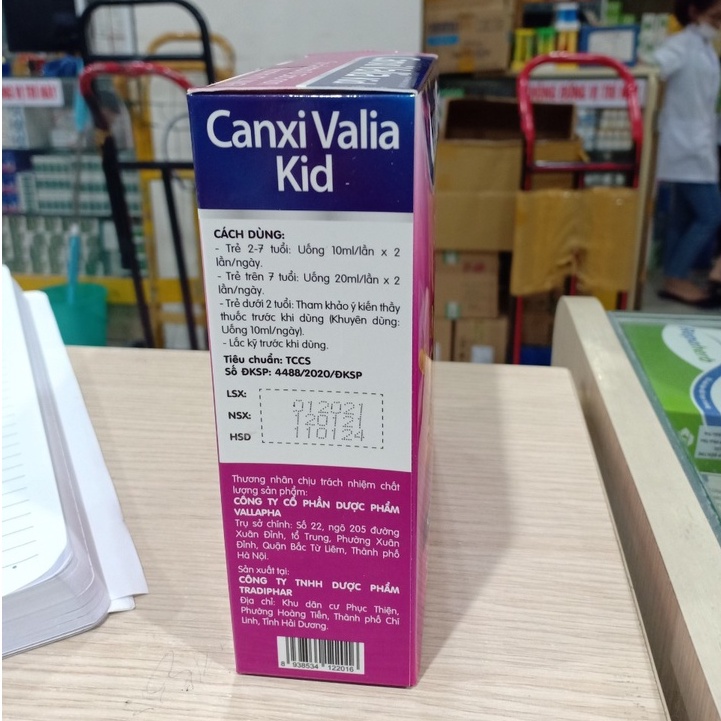 Canxi Valia
Kid
CÁCH DÙNG:
- Trẻ 2-7 tuổi: Uống 10ml/lần x 2
lần/ngày.
- Trẻ trên 7 tuổi: Uống 20ml/lần x 2
lần/ngày.
- Trẻ dưới 2 tuổi: Tham khảo ý kiến thầy
thuốc trước khi dùng (Khuyên dùng:
Uống 10ml/ngày).
- Lắc kỹ trước khi dùng.
Tiêu chuẩn: TCCS
Số ĐKSP: 4488/2020/ĐKSP
LSX: 012021
NSX: 120121
HSD 110124
Thương nhân chịu trách nhiệm chất
lượng sản phẩm:
CÔNG TY CỔ PHẦN DƯỢC PHẨM
VALLAPHA
Trụ sở chính: Số 22, ngõ 205 đường
Xuân Đỉnh, tổ Trung, Phường Xuân
Đỉnh, Quận Bắc Từ Liêm, Thành phố
Hà Nội.
Sản xuất tại:
CÔNG TY TNHH DƯỢC PHẨM
TRADIPHAR
Địa chỉ: Khu dân cư Phục Thiện,
Phường Hoàng Tiến, Thành phố Chí
Linh, Tỉnh Hải Dương.
8 938534 122016